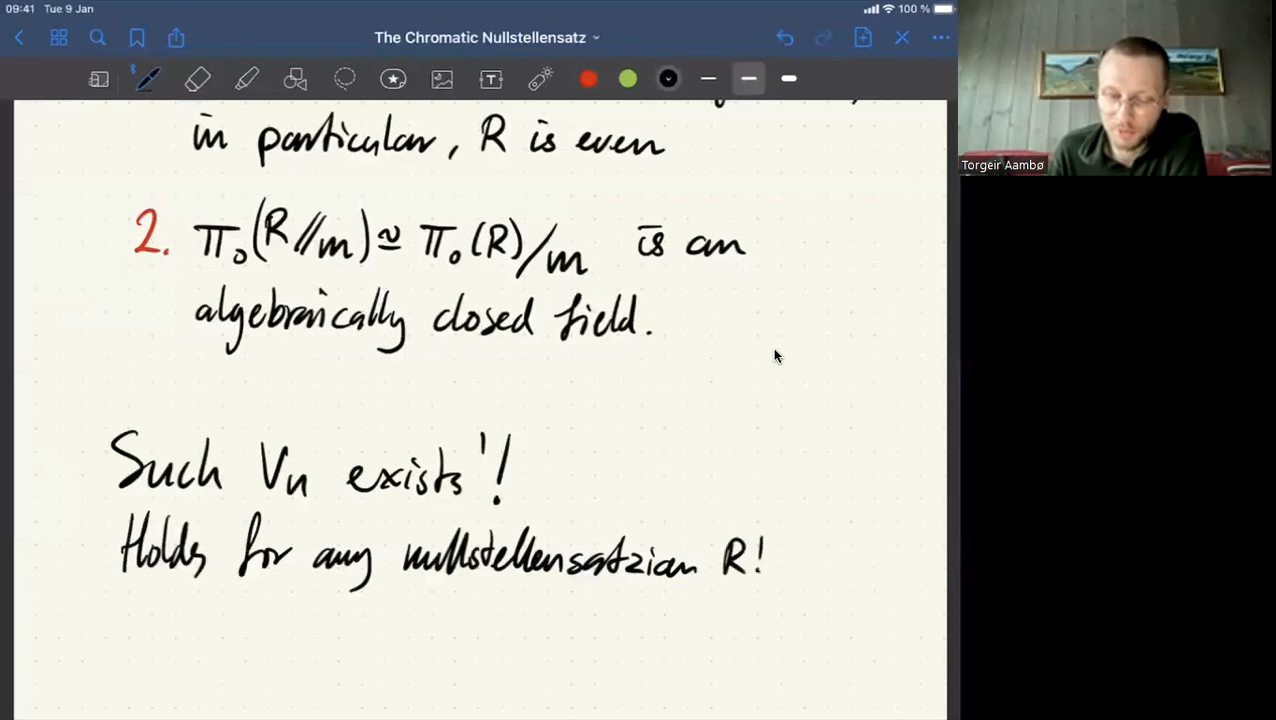 09:41 Tue 9 Jan
100 %
The Chromatic Nullstellensatz
Torgeir Aambø
in particular, R is even
2. π₀(R//m) ≃ π₀(R)/m is an
algebraically closed field.
Such Vn exists'!
Holds for any nullstellensatzian R!